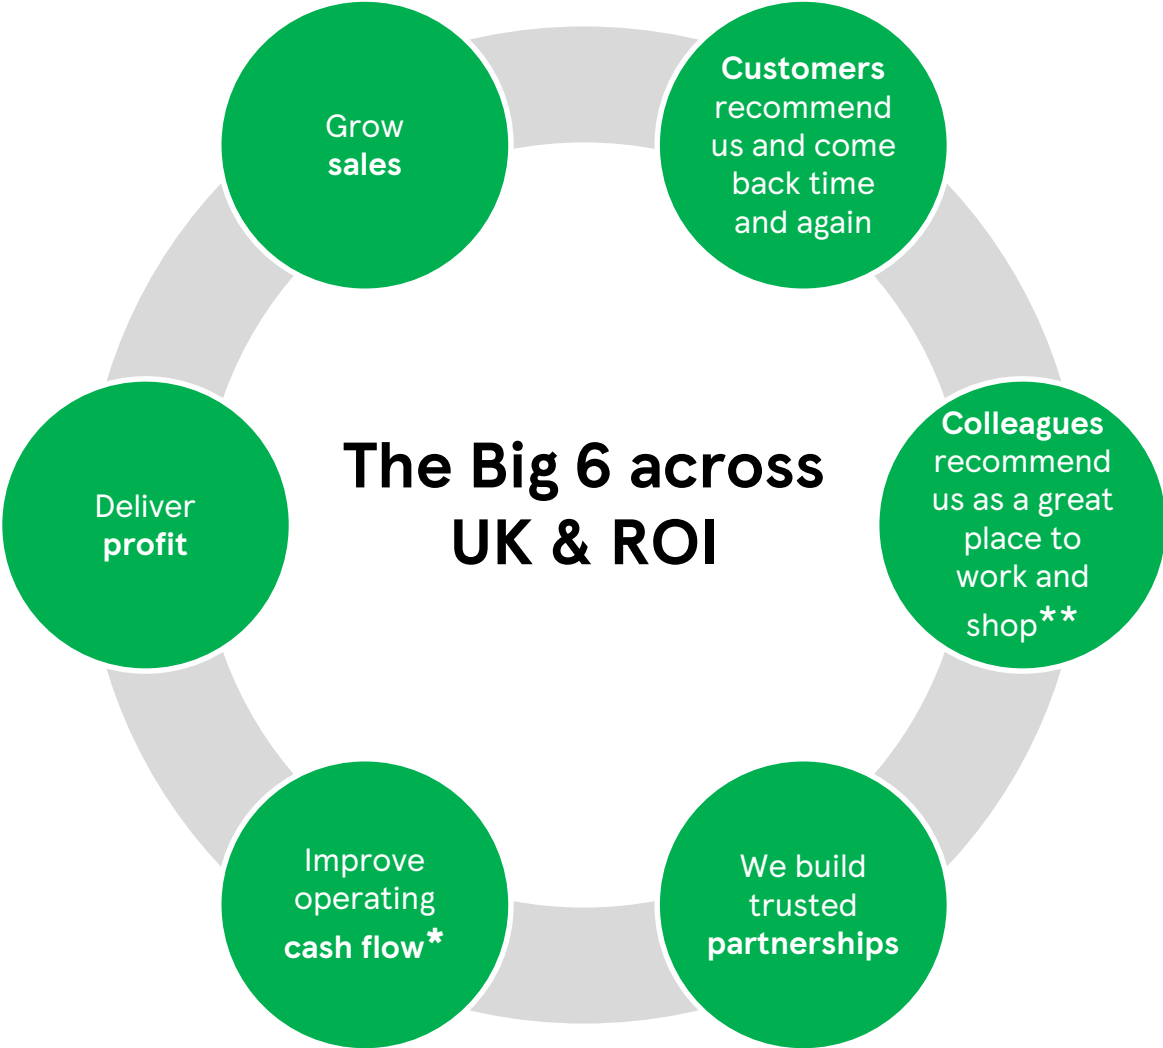 Grow
sales
Customers
recommend
us and come
back time
and again
Colleagues
recommend
us as a great
place to
work and
shop**
We build
trusted
partnerships
Improve
operating
cash flow*
Deliver
profit
The Big 6 across
UK & ROI